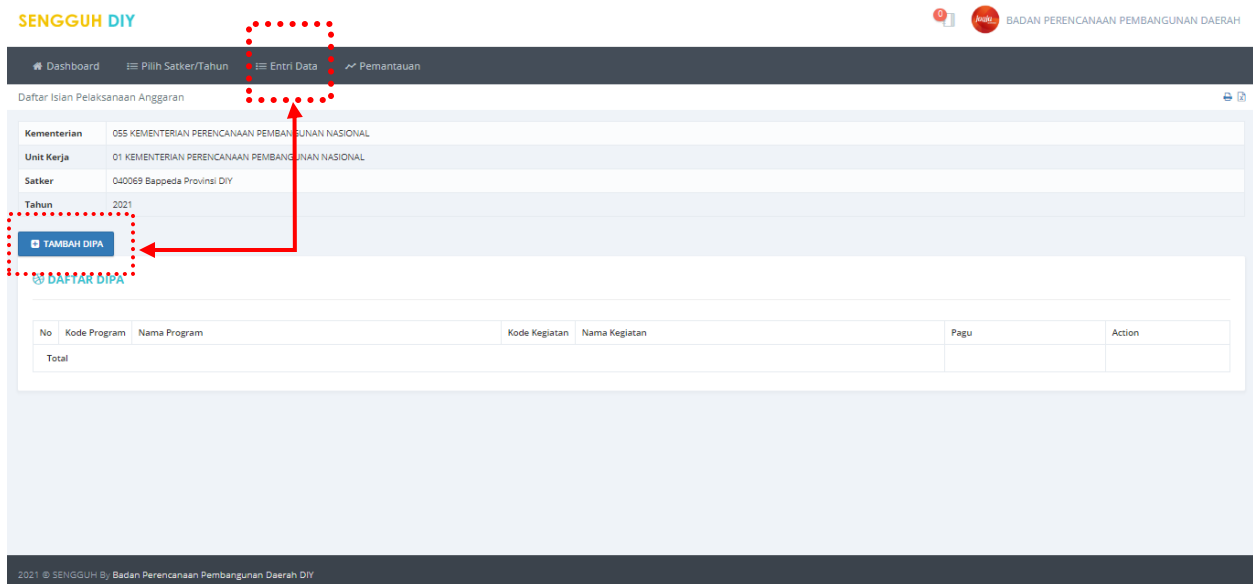 SENGGUH DIY
0
jogja
BADAN PERENCANAAN PEMBANGUNAN DAERAH
Dashboard Pilih Satker/Tahun Entri Data Pemantauan
Daftar Isian Pelaksanaan Anggaran
Kementerian 055 KEMENTERIAN PERENCANAAN PEMBANGUNAN NASIONAL
Unit Kerja 01 KEMENTERIAN PERENCANAAN PEMBANGUNAN NASIONAL
Satker 040069 Bappeda Provinsi DIY
Tahun 2021
TAMBAH DIPA
DAFTAR DIPA
No Kode Program Nama Program Kode Kegiatan Nama Kegiatan Pagu Action
Total
2021 © SENGGUH By Badan Perencanaan Pembangunan Daerah DIY